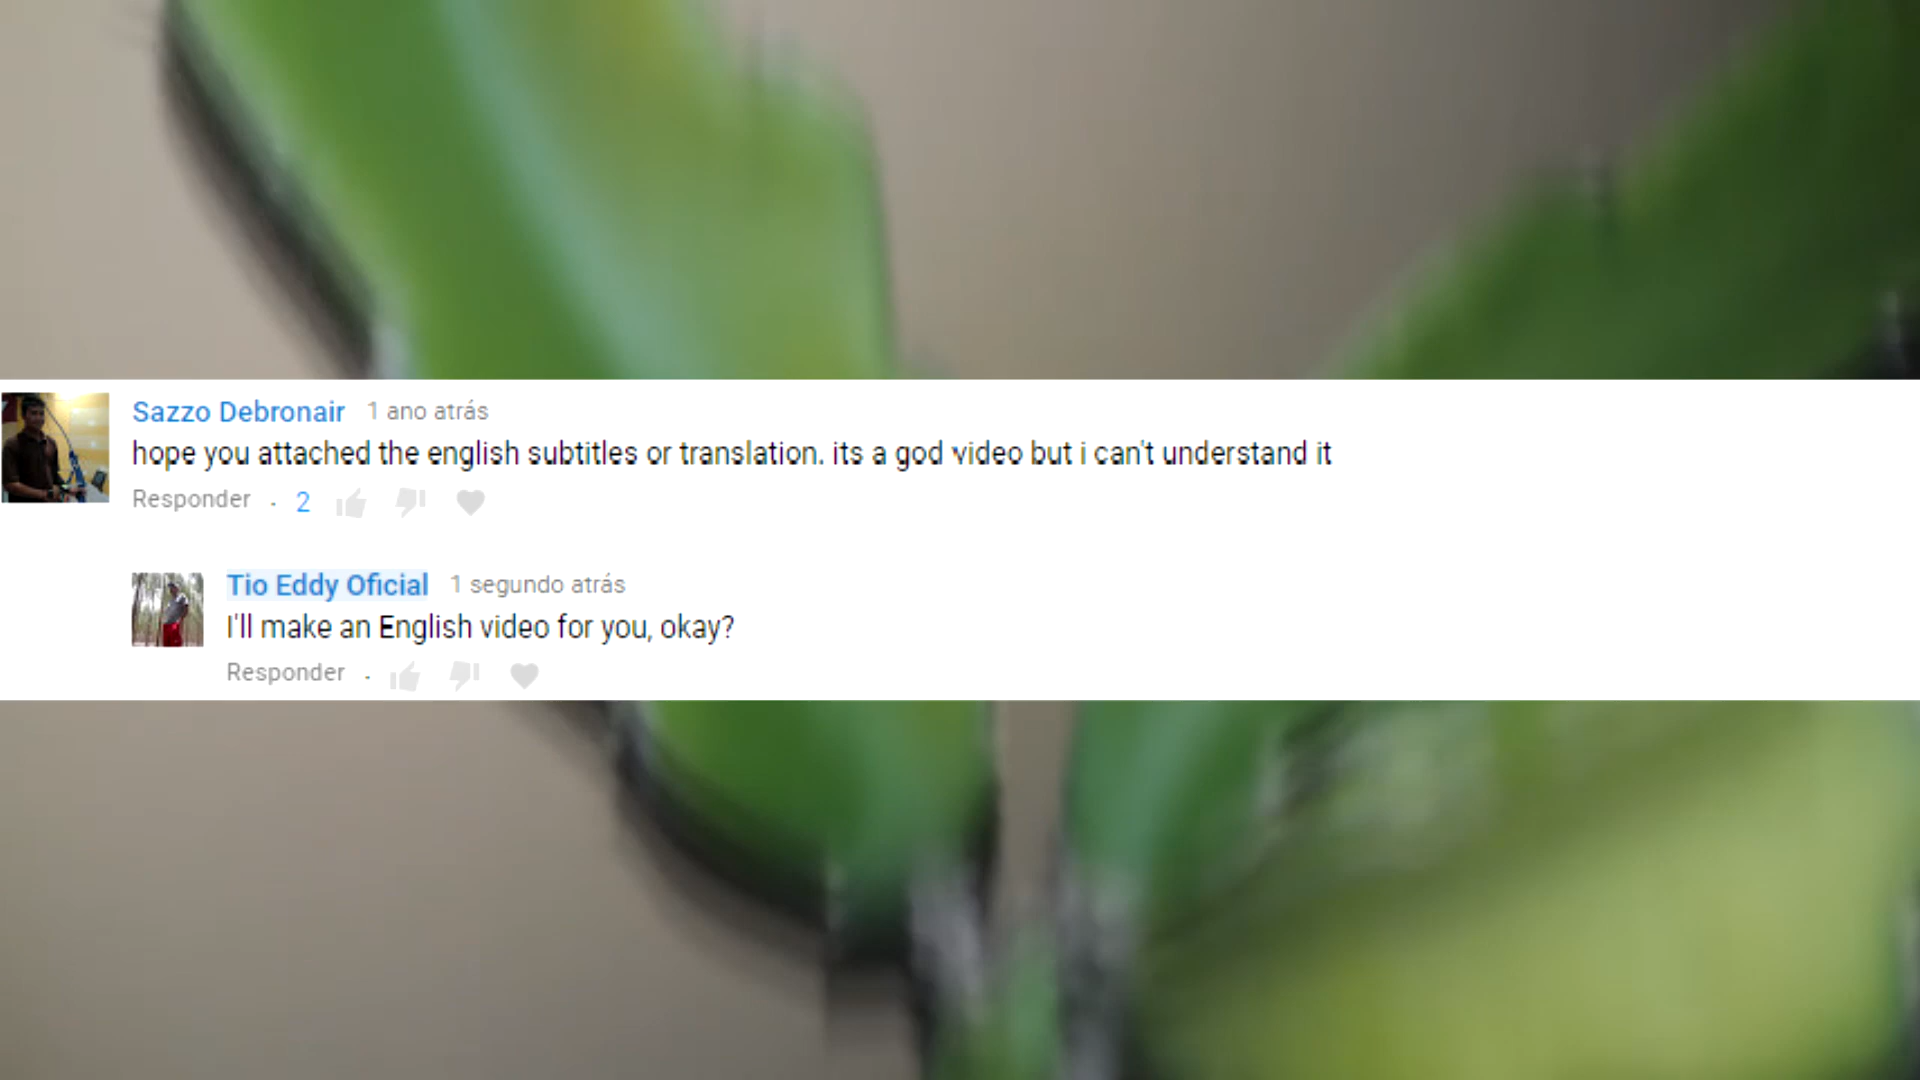 Sazzo Debronair 1 ano atrás
hope you attached the english subtitles or translation. its a god video but i can't understand it
Responder · 2
Tio Eddy Oficial 1 segundo atrás
I'll make an English video for you, okay?
Responder ·